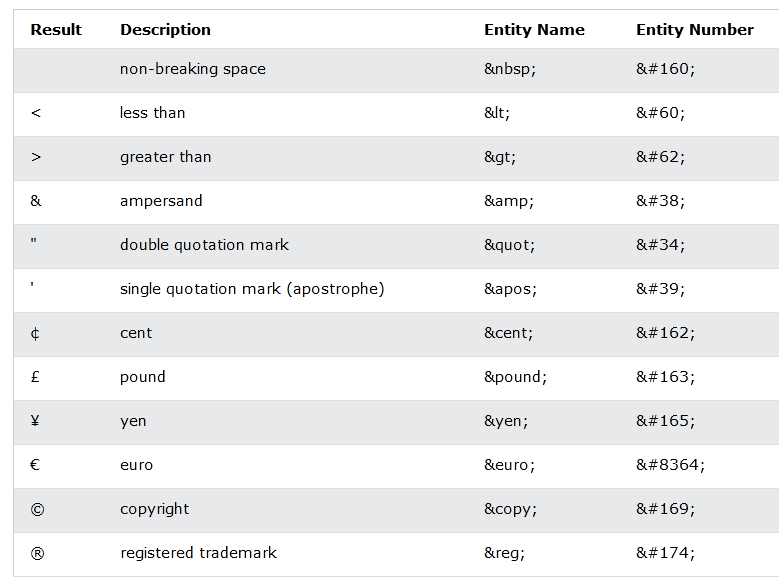 Result Description Entity Name Entity Number
non-breaking space &nbsp; &#160;
< less than &lt; &#60;
> greater than &gt; &#62;
& ampersand &amp; &#38;
" double quotation mark &quot; &#34;
' single quotation mark (apostrophe) &apos; &#39;
¢ cent &cent; &#162;
£ pound &pound; &#163;
¥ yen &yen; &#165;
€ euro &euro; &#8364;
© copyright &copy; &#169;
® registered trademark &reg; &#174;